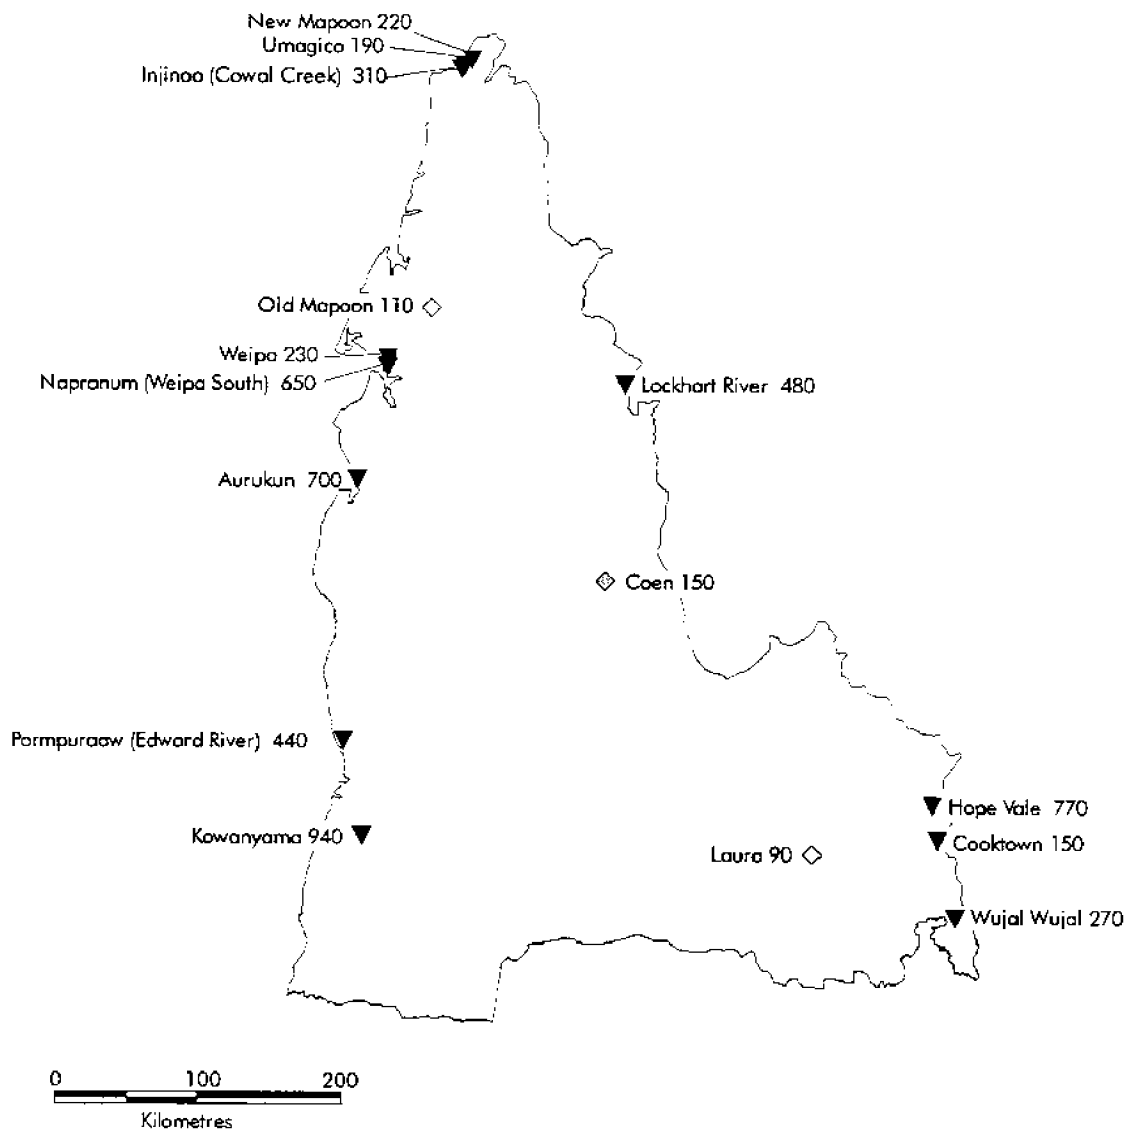 New Mapoon 220
Umagico 190
Injinoo (Cowal Creek) 310
Old Mapoon 110
Weipa 230
Napranum (Weipa South) 650
Lockhart River 480
Aurukun 700
Coen 150
Pormpuraaw (Edward River) 440
Hope Vale 770
Kowanyama 940
Cooktown 150
Laura 90
Wujal Wujal 270
0 100 200
Kilometres